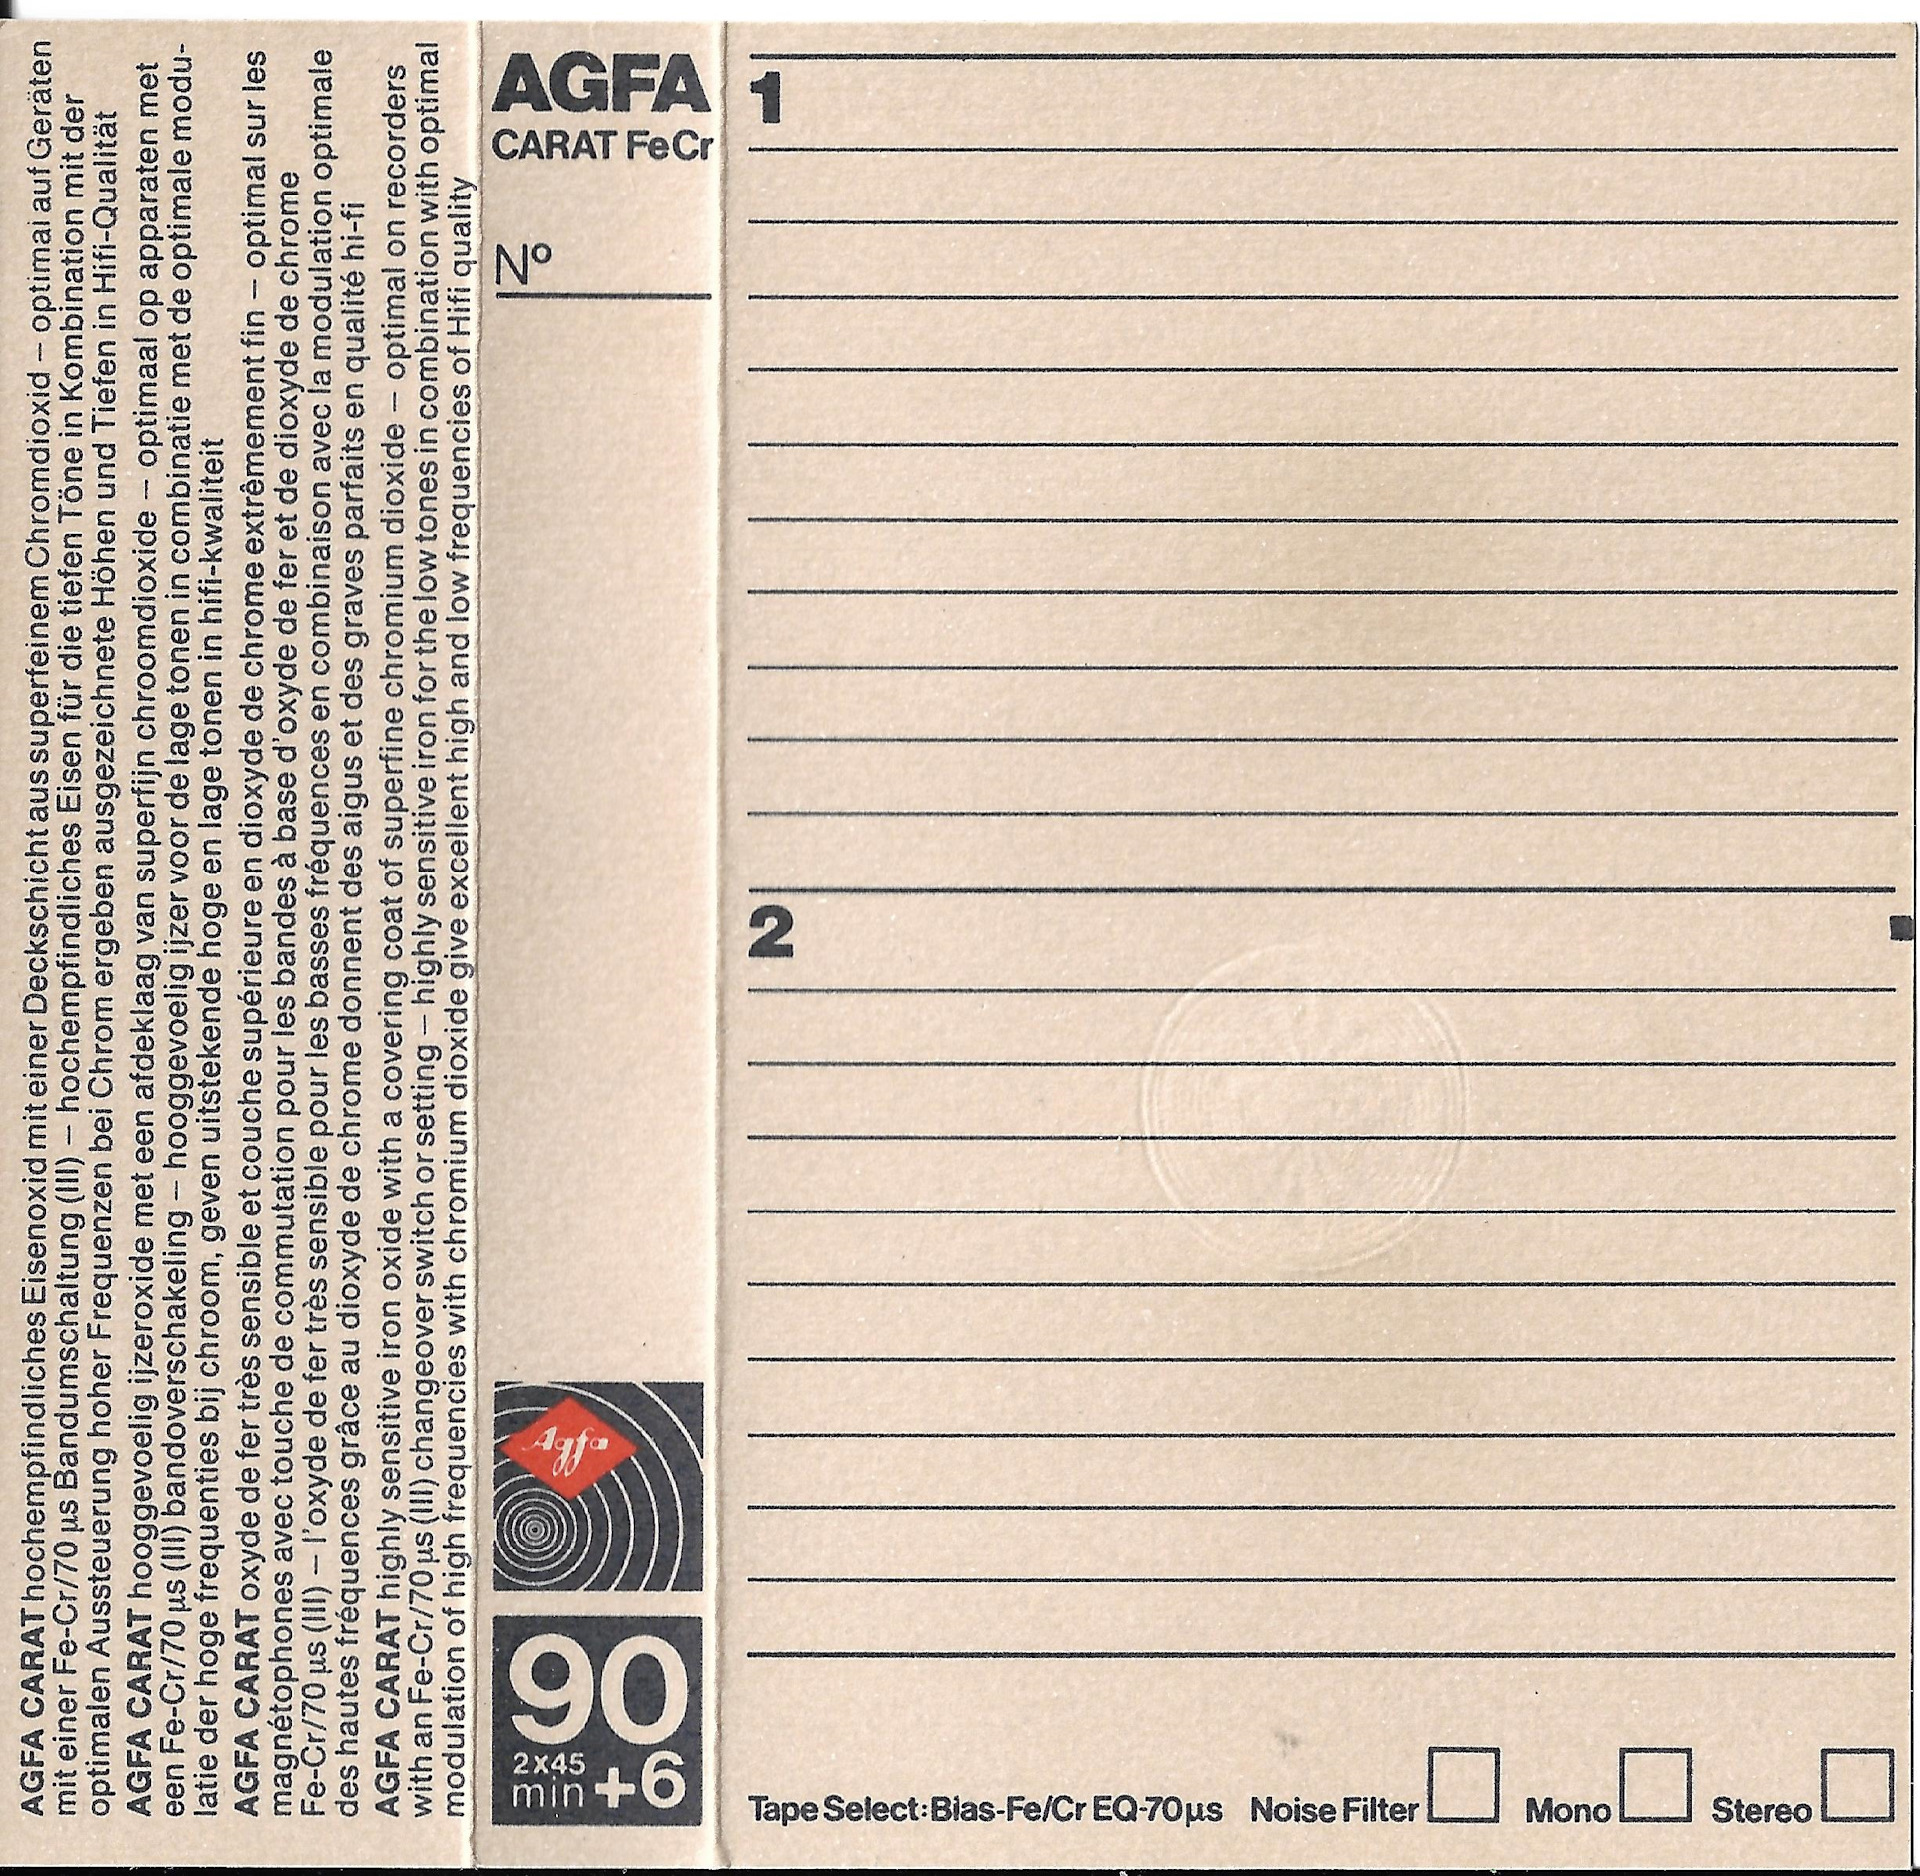 AGFA CARAT hochempfindliches Eisenoxid mit einer Deckschicht aus superfeinem Chromdioxid – optimal auf Geräten
mit einer Fe-Cr/70 µs Bandumschaltung (III) – hochempfindliches Eisen für die tiefen Töne in Kombination mit der
optimalen Aussteuerung hoher Frequenzen bei Chrom ergeben ausgezeichnete Höhen und Tiefen in Hifi-Qualität
AGFA CARAT hooggevoelig ijzeroxide met een afdeklaag van superfijn chroomdioxide – optimaal op apparaten met
een Fe-Cr/70 µs (III) bandoverschakeling – hooggevoelig ijzer voor de lage tonen in combinatie met de optimale modu-
latie der hoge frequenties bij chroom, geven uitstekende hoge en lage tonen in hifi-kwaliteit
AGFA CARAT oxyde de fer très sensible et couche supérieure en dioxyde de chrome extrêmement fin – optimal sur les
magnétophones avec touche de commutation pour les bandes à base d'oxyde de fer et de dioxyde de chrome
Fe-Cr/70 µs (III) – l'oxyde de fer très sensible pour les basses fréquences en combinaison avec la modulation optimale
des hautes fréquences grâce au dioxyde de chrome donnent des aigus et des graves parfaits en qualité hi-fi
AGFA CARAT highly sensitive iron oxide with a covering coat of superfine chromium dioxide – optimal on recorders
with an Fe-Cr/70 µs (III) changeover switch or setting – highly sensitive iron for the low tones in combination with optimal
modulation of high frequencies with chromium dioxide give excellent high and low frequencies of Hifi quality
AGFA
CARAT FeCr
Nº
Agfa
90
2x45
min +6
1
2
Tape Select: Bias-Fe/Cr EQ-70µs Noise Filter Mono Stereo